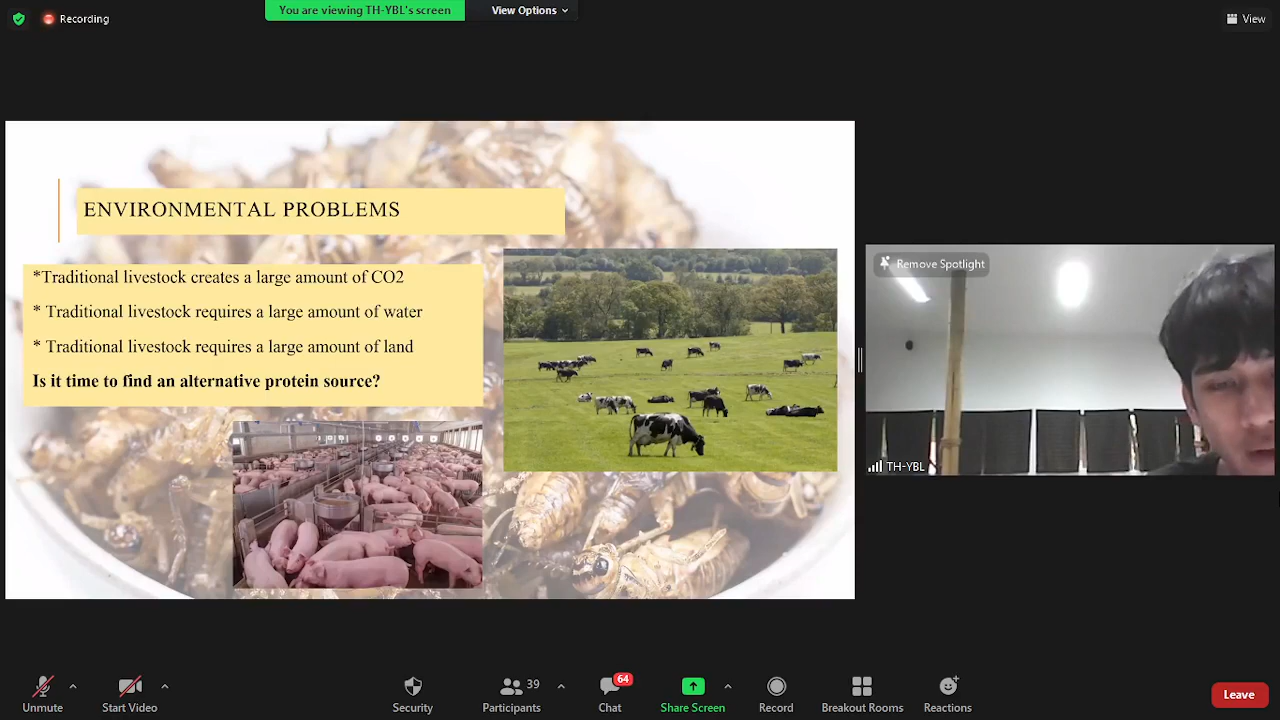 You are viewing TH-YBL's screen
View Options
Recording
View
ENVIRONMENTAL PROBLEMS
*Traditional livestock creates a large amount of CO2
* Traditional livestock requires a large amount of water
* Traditional livestock requires a large amount of land
Is it time to find an alternative protein source?
Remove Spotlight
TH-YBL
Unmute
Start Video
Security
39
Participants
64
Chat
Share Screen
Record
Breakout Rooms
Reactions
Leave